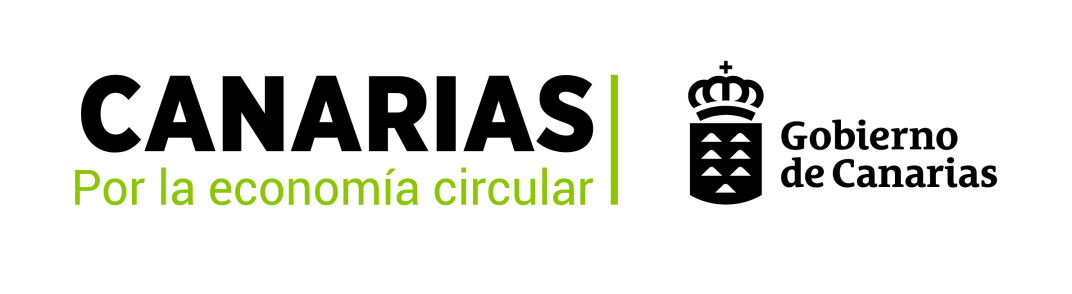 CANARIAS
Por la economía circular
Gobierno
de Canarias